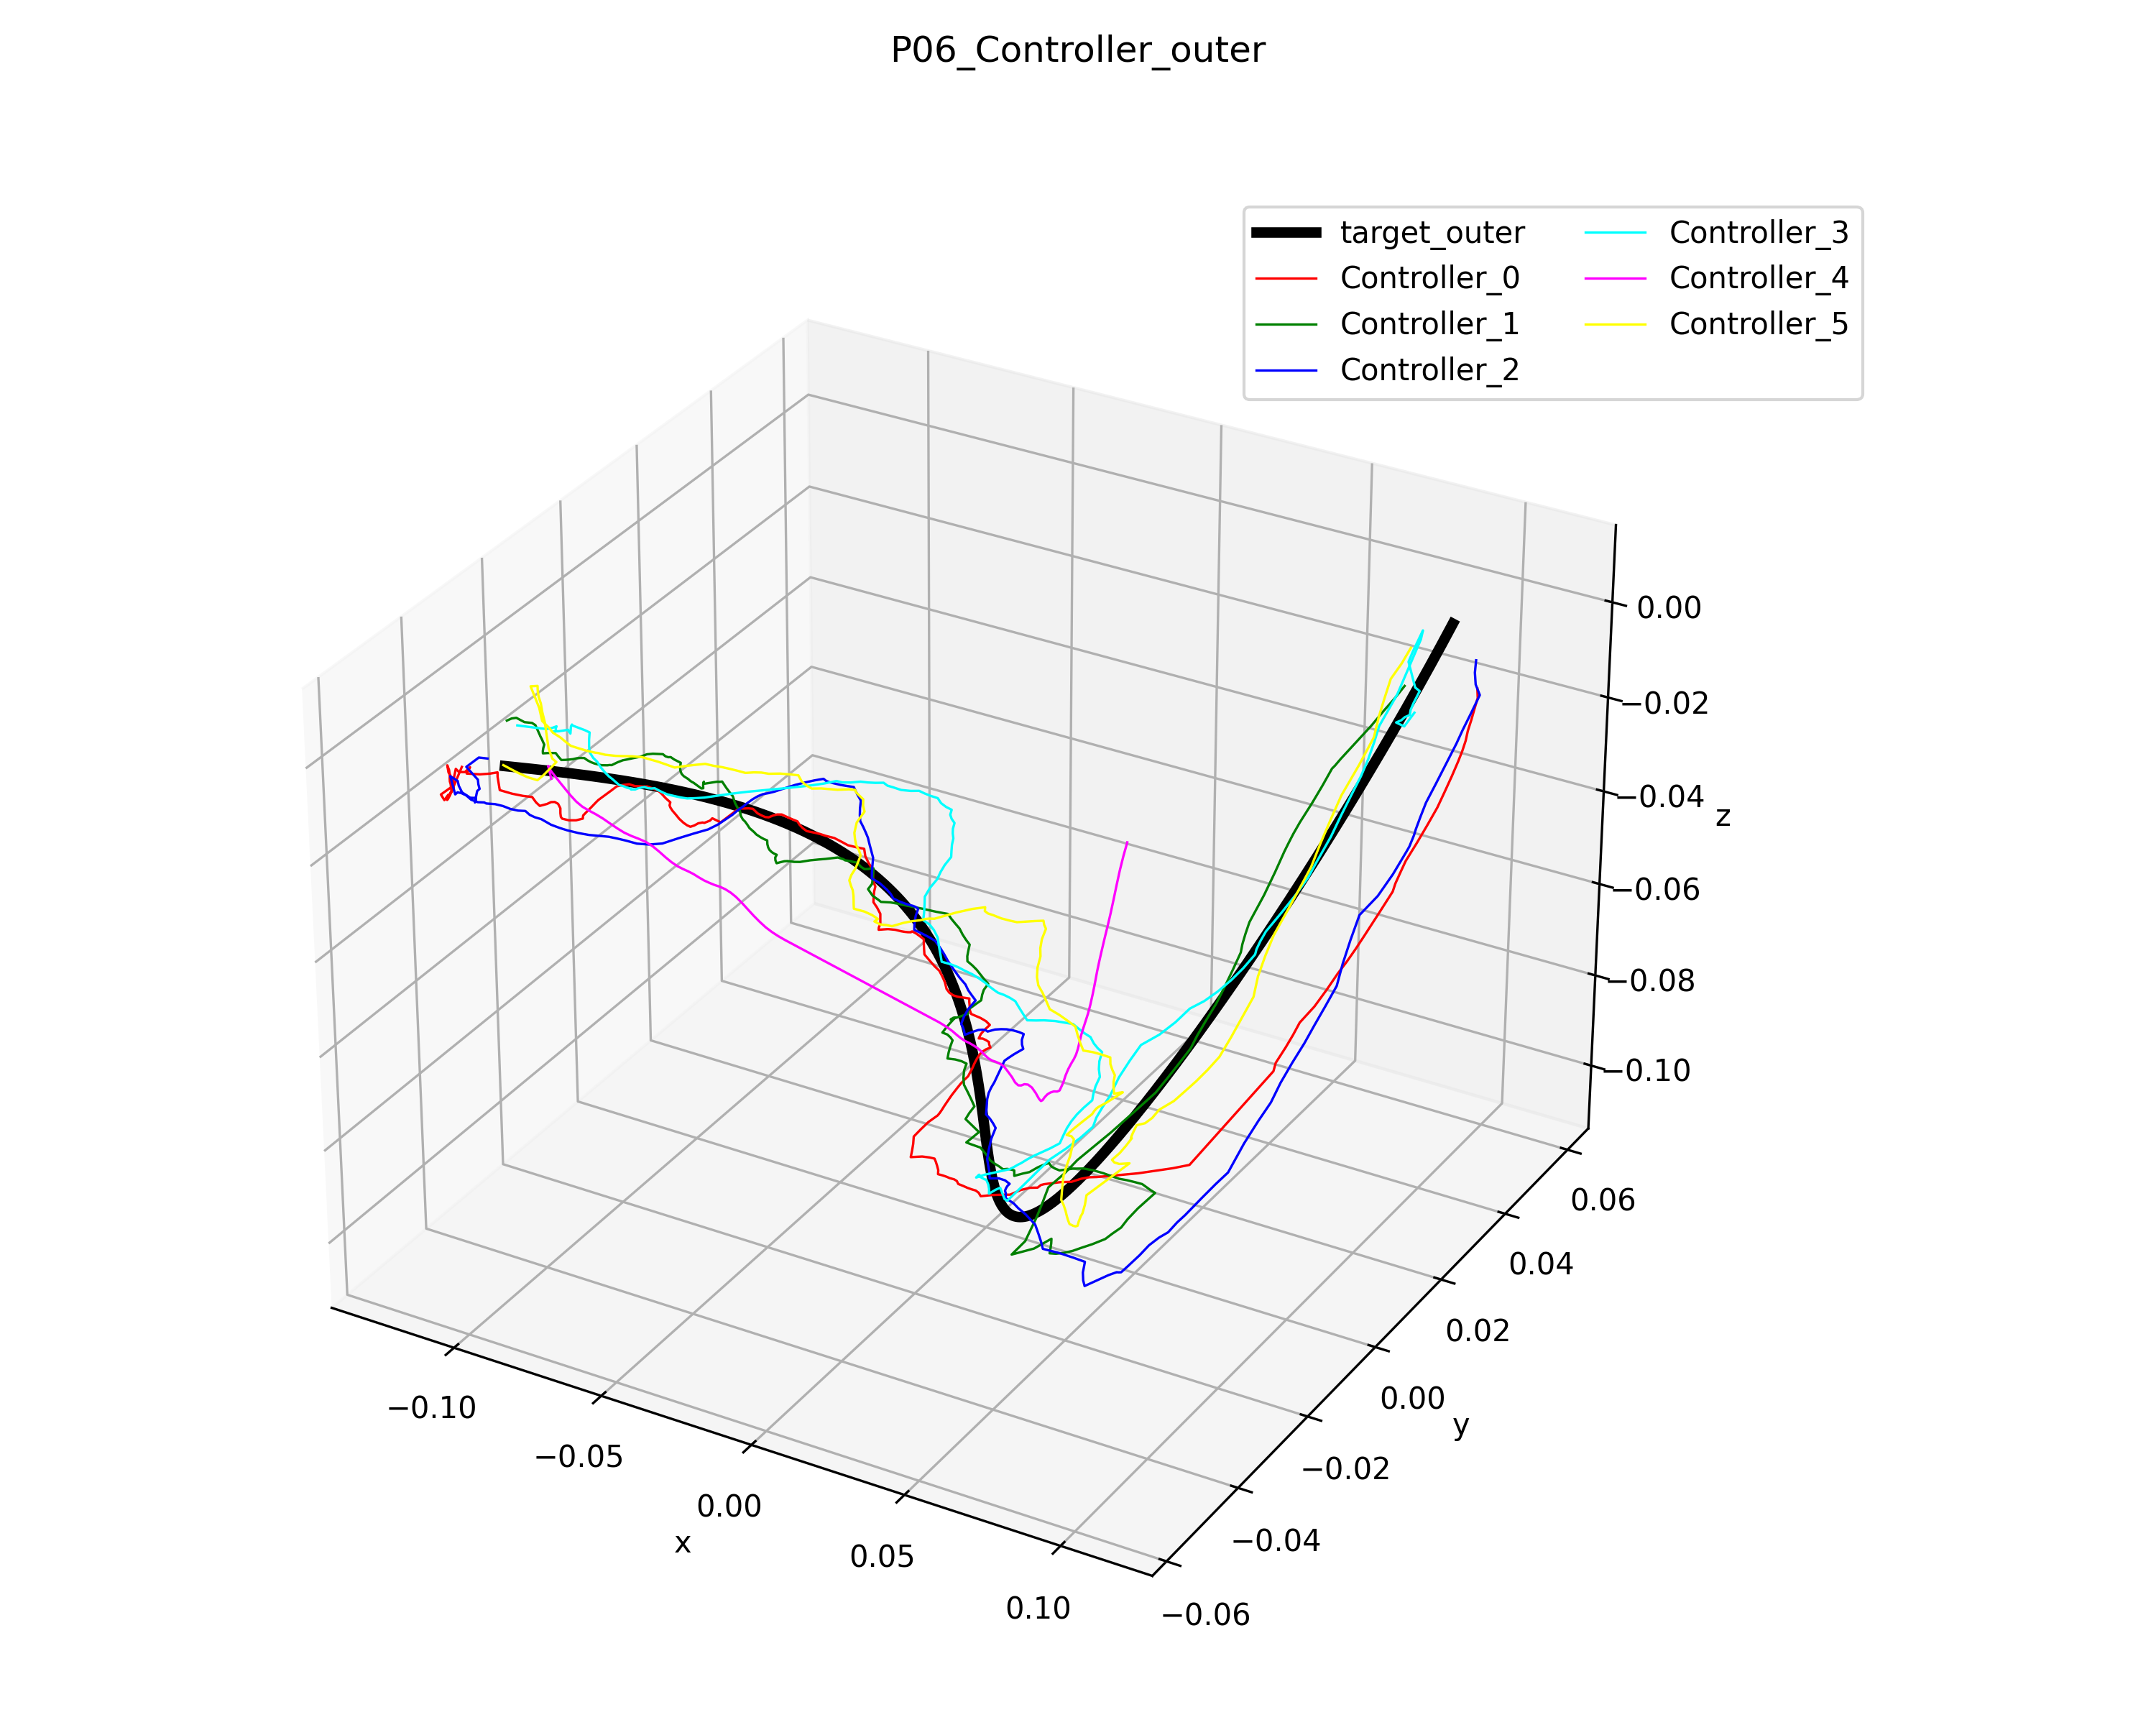 P06_Controller_outer
target_outer
Controller_0
Controller_1
Controller_2
Controller_3
Controller_4
Controller_5
0.00
−0.02
−0.04
−0.06
−0.08
−0.10
z
0.06
0.04
0.02
0.00
−0.02
−0.04
−0.06
y
−0.10
−0.05
0.00
0.05
0.10
x